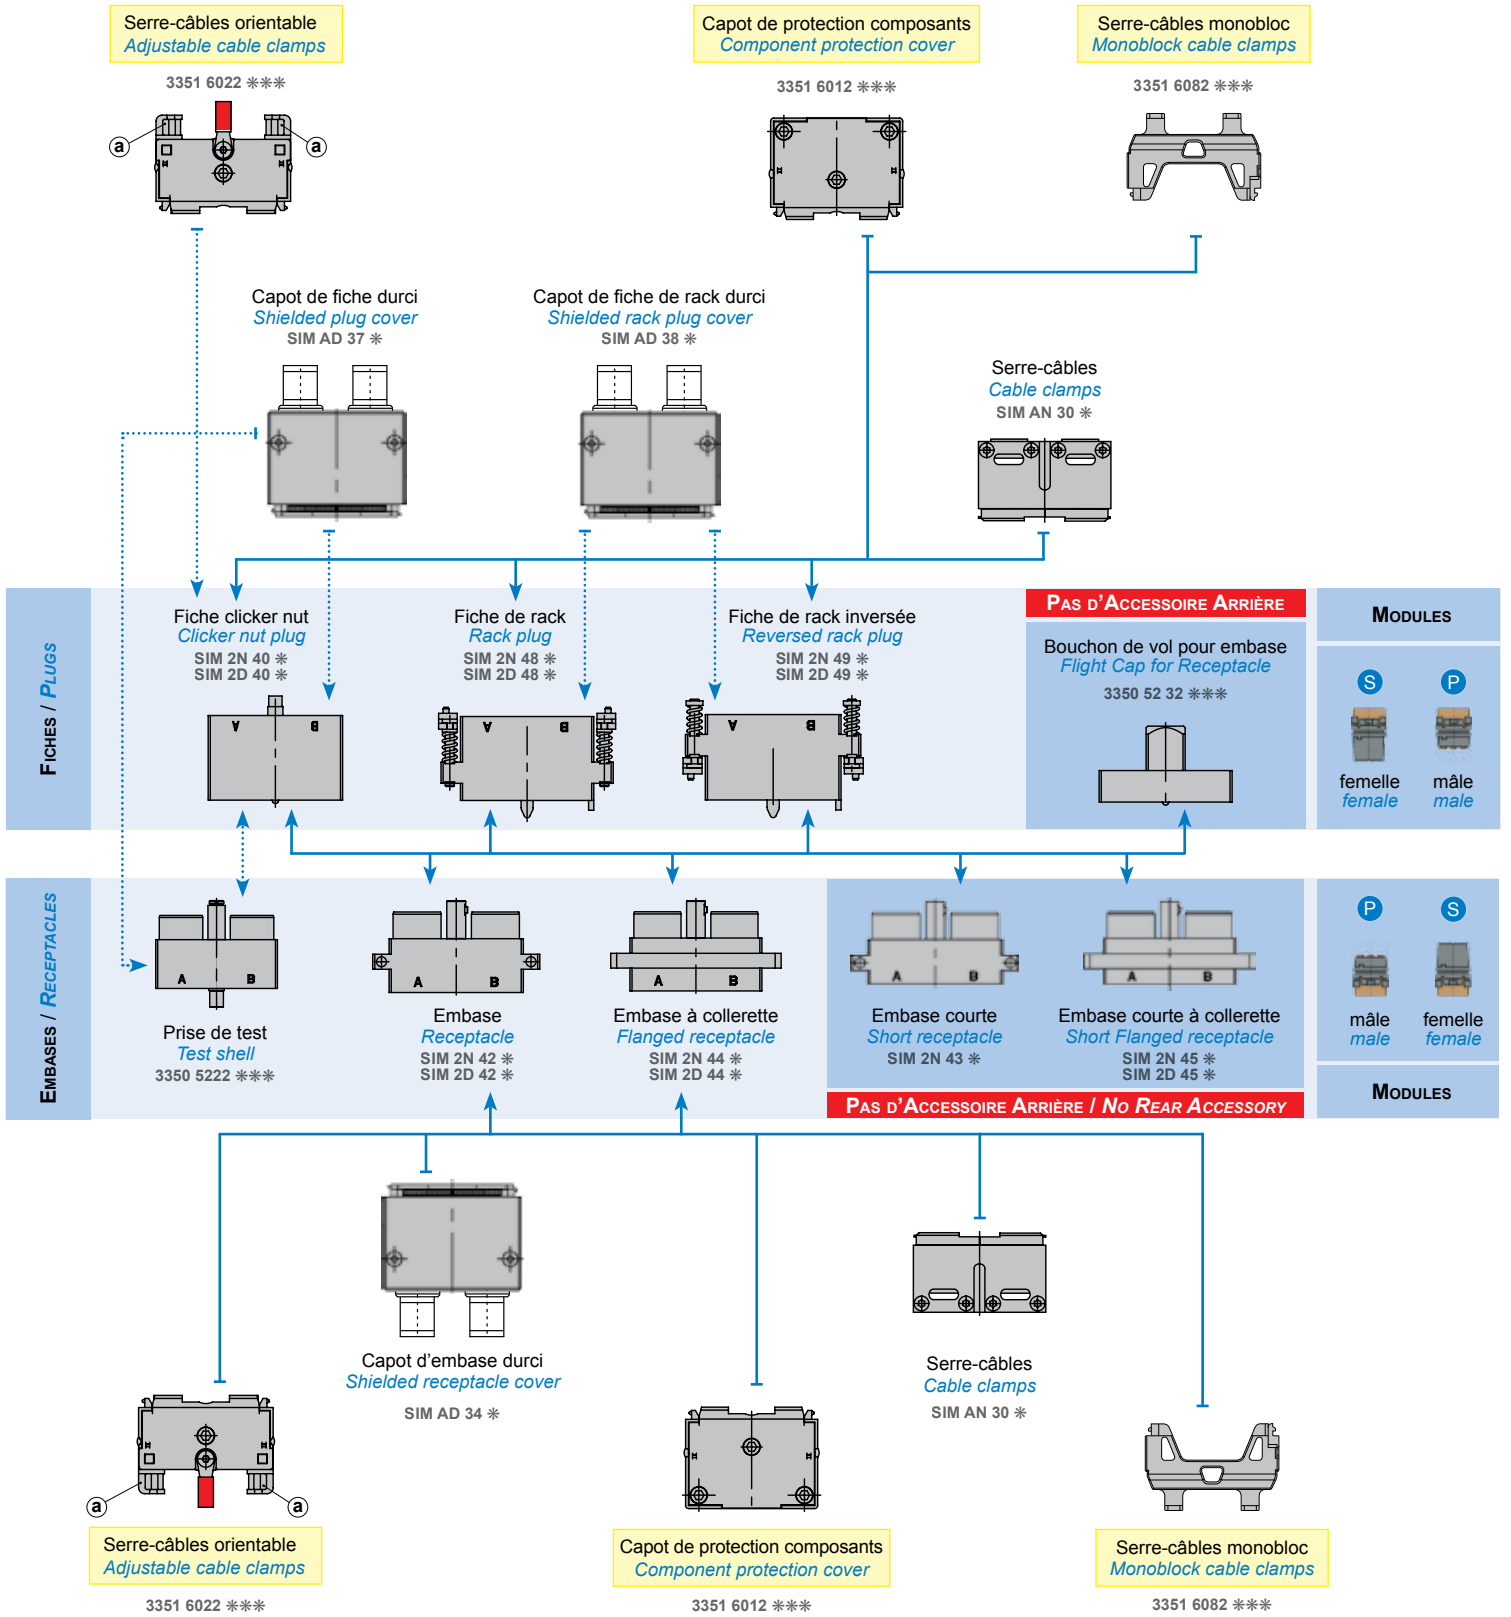 Serre-câbles orientable
Adjustable cable clamps
3351 6022 ✳✳✳
a
a
Capot de protection composants
Component protection cover
3351 6012 ✳✳✳
Serre-câbles monobloc
Monoblock cable clamps
3351 6082 ✳✳✳
Capot de fiche durci
Shielded plug cover
SIM AD 37 ✳
Capot de fiche de rack durci
Shielded rack plug cover
SIM AD 38 ✳
Serre-câbles
Cable clamps
SIM AN 30 ✳
FICHES / PLUGS
Fiche clicker nut
Clicker nut plug
SIM 2N 40 ✳
SIM 2D 40 ✳
A B
Fiche de rack
Rack plug
SIM 2N 48 ✳
SIM 2D 48 ✳
A B
Fiche de rack inversée
Reversed rack plug
SIM 2N 49 ✳
SIM 2D 49 ✳
A B
PAS D'ACCESSOIRE ARRIÈRE
Bouchon de vol pour embase
Flight Cap for Receptacle
3350 52 32 ✳✳✳
MODULES
S P
femelle mâle
female male
EMBASES / RECEPTACLES
A B
Prise de test
Test shell
3350 5222 ✳✳✳
A B
Embase
Receptacle
SIM 2N 42 ✳
SIM 2D 42 ✳
A B
Embase à collerette
Flanged receptacle
SIM 2N 44 ✳
SIM 2D 44 ✳
A B
Embase courte
Short receptacle
SIM 2N 43 ✳
A B
Embase courte à collerette
Short Flanged receptacle
SIM 2N 45 ✳
SIM 2D 45 ✳
PAS D'ACCESSOIRE ARRIÈRE / NO REAR ACCESSORY
P S
mâle femelle
male female
MODULES
Capot d'embase durci
Shielded receptacle cover
SIM AD 34 ✳
Serre-câbles
Cable clamps
SIM AN 30 ✳
a
a
Serre-câbles orientable
Adjustable cable clamps
3351 6022 ✳✳✳
Capot de protection composants
Component protection cover
3351 6012 ✳✳✳
Serre-câbles monobloc
Monoblock cable clamps
3351 6082 ✳✳✳